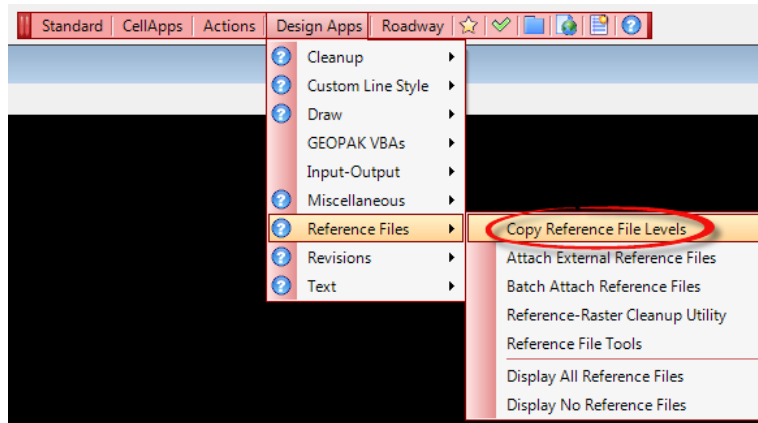 Standard CellApps Actions Design Apps Roadway
Cleanup
Custom Line Style
Draw
GEOPAK VBAs
Input-Output
Miscellaneous
Reference Files
Revisions
Text
Copy Reference File Levels
Attach External Reference Files
Batch Attach Reference Files
Reference-Raster Cleanup Utility
Reference File Tools
Display All Reference Files
Display No Reference Files